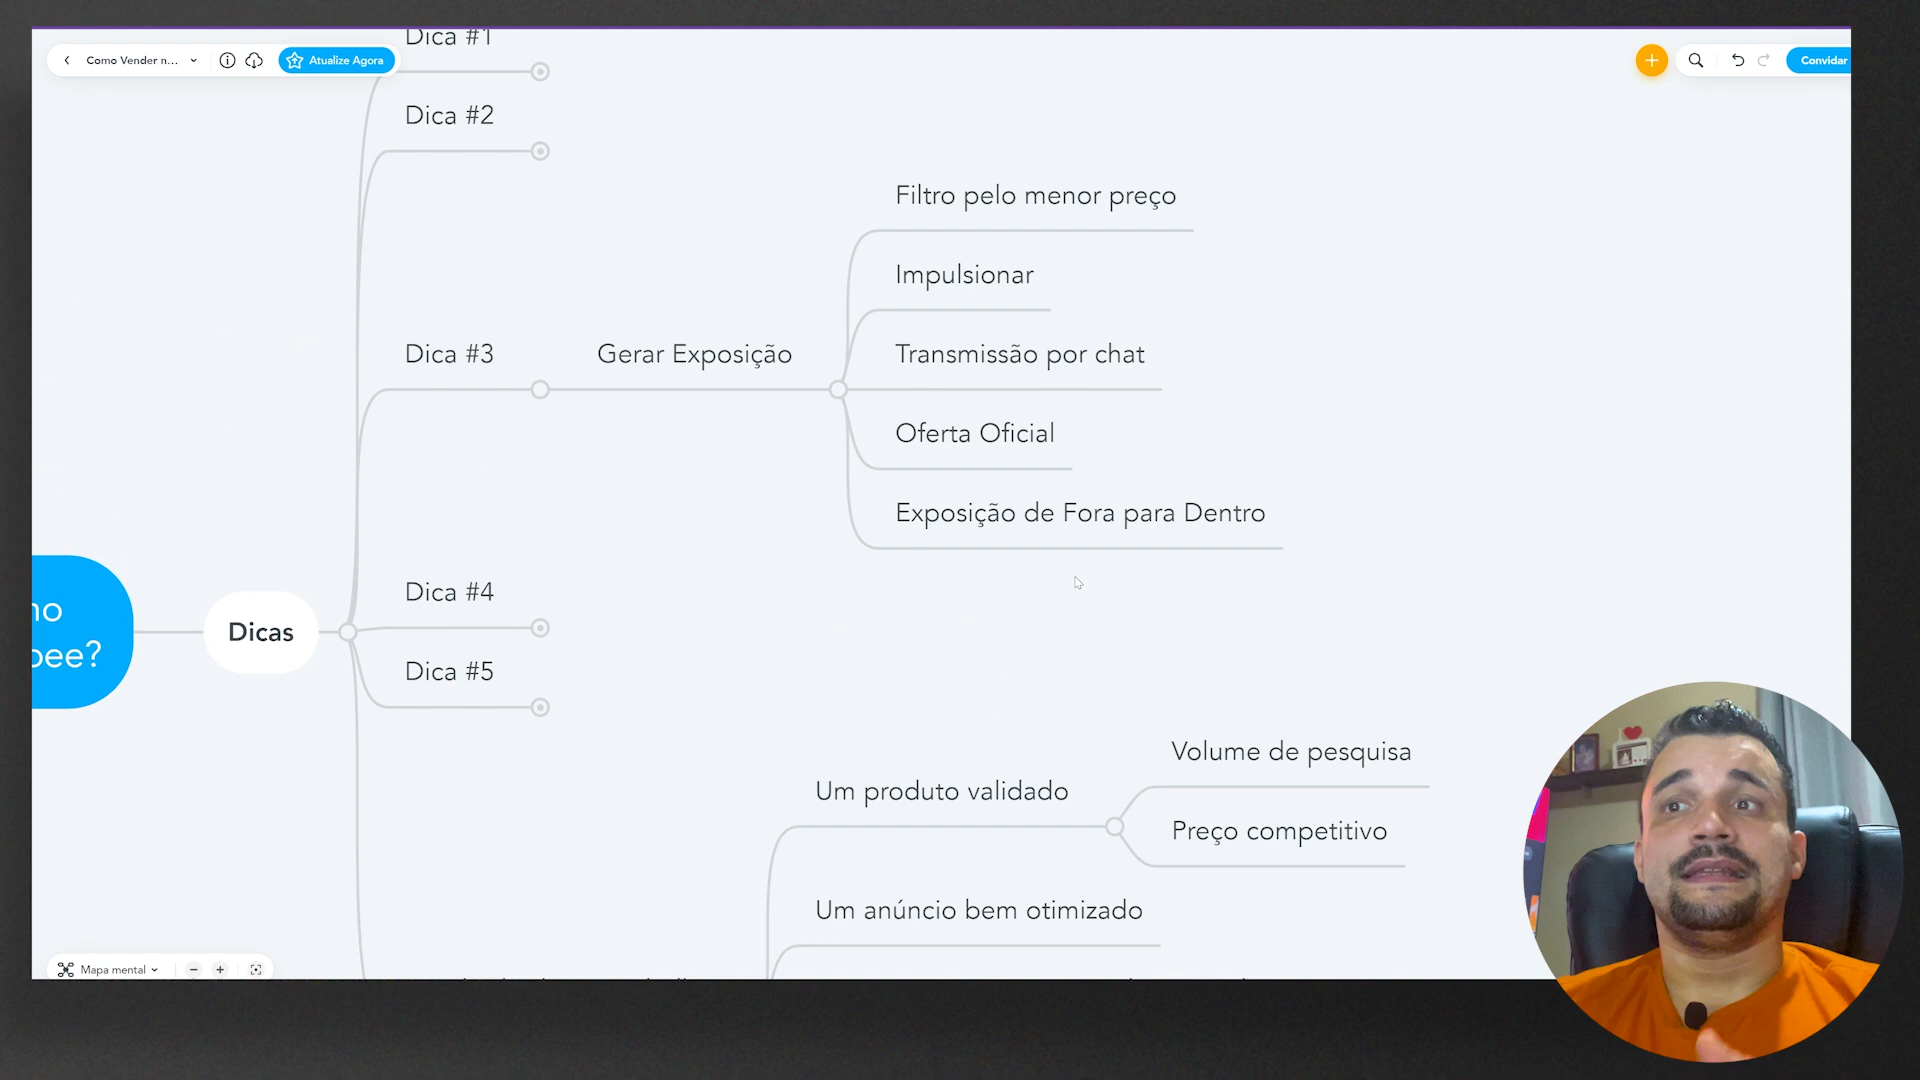 Dica #1
Como Vender n...
Atualize Agora
Convidar
Dica #2
Filtro pelo menor preço
Impulsionar
Dica #3
Gerar Exposição
Transmissão por chat
Oferta Oficial
Exposição de Fora para Dentro
Dica #4
Dicas
Dica #5
Volume de pesquisa
Um produto validado
Preço competitivo
Um anúncio bem otimizado
Mapa mental